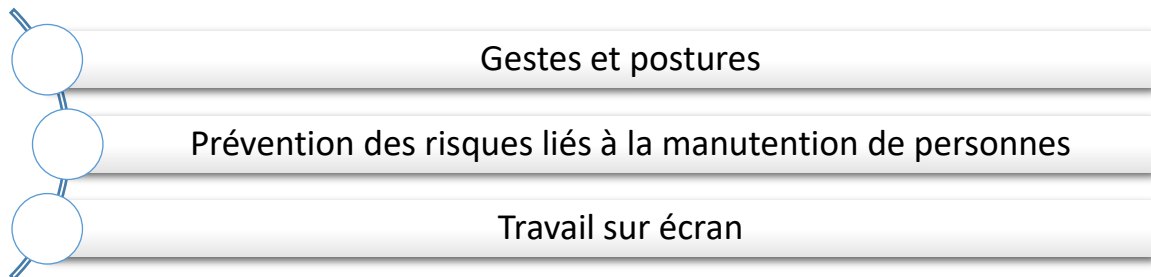 Gestes et postures
Prévention des risques liés à la manutention de personnes
Travail sur écran